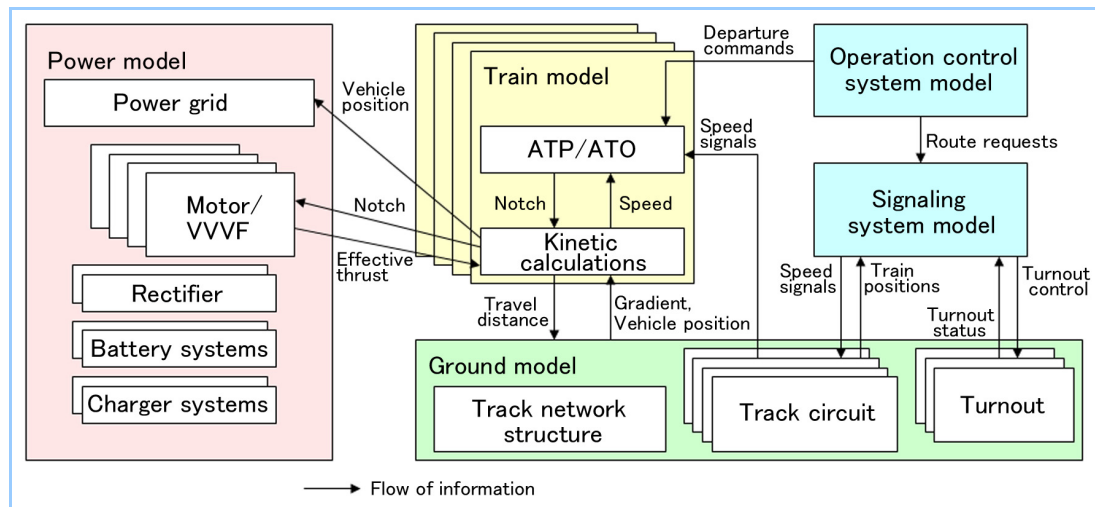 Power model
Power grid
Motor/
VVVF
Rectifier
Battery systems
Charger systems
Vehicle
position
Notch
Effective
thrust
Train model
ATP/ATO
Notch
Speed
Kinetic
calculations
Travel
distance
Gradient,
Vehicle position
Departure
commands
Speed
signals
Operation control
system model
Route requests
Signaling
system model
Speed
signals
Train
positions
Turnout
status
Turnout
control
Ground model
Track network
structure
Track circuit
Turnout
Flow of information